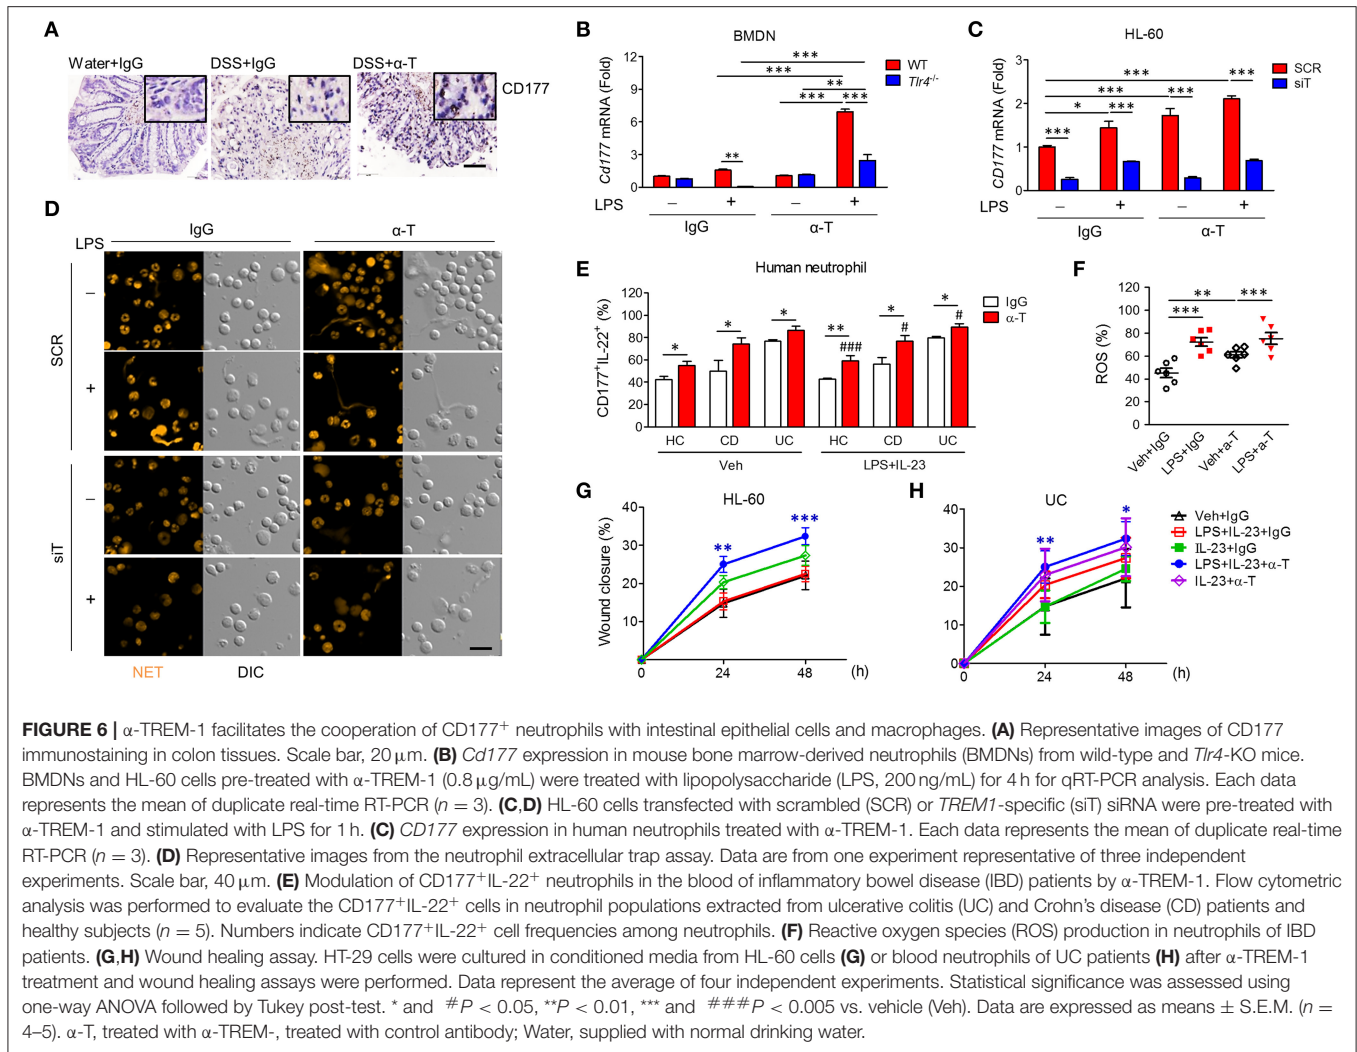 A
Water+IgG
DSS+IgG
DSS+α-T
CD177
B
BMDN
Cd177 mRNA (Fold)
12
9
6
3
0
***
***
**
**
***
***
**
WT
Tlr4-/-
LPS
−
+
−
+
IgG
α-T
C
HL-60
CD177 mRNA (Fold)
3
2
1
0
***
***
***
***
*
***
***
***
SCR
siT
LPS
−
+
−
+
IgG
α-T
D
LPS
IgG
α-T
SCR
−
+
siT
−
+
NET
DIC
E
Human neutrophil
CD177+IL-22+ (%)
120
100
80
60
40
20
0
*
*
*
**
###
*
#
*
#
IgG
α-T
HC
CD
UC
HC
CD
UC
Veh
LPS+IL-23
F
ROS (%)
120
100
80
60
40
20
0
**
***
***
Veh+IgG
LPS+IgG
Veh+a-T
LPS+a-T
G
HL-60
Wound closure (%)
40
30
20
10
0
24
48
(h)
**
***
H
UC
40
30
20
10
0
0
24
48
(h)
**
*
Veh+IgG
LPS+IL-23+IgG
IL-23+IgG
LPS+IL-23+α-T
IL-23+α-T
FIGURE 6 | α-TREM-1 facilitates the cooperation of CD177+ neutrophils with intestinal epithelial cells and macrophages. (A) Representative images of CD177
immunostaining in colon tissues. Scale bar, 20 μm. (B) Cd177 expression in mouse bone marrow-derived neutrophils (BMDNs) from wild-type and Tlr4-KO mice.
BMDNs and HL-60 cells pre-treated with α-TREM-1 (0.8 μg/mL) were treated with lipopolysaccharide (LPS, 200 ng/mL) for 4 h for qRT-PCR analysis. Each data
represents the mean of duplicate real-time RT-PCR (n = 3). (C,D) HL-60 cells transfected with scrambled (SCR) or TREM1-specific (siT) siRNA were pre-treated with
α-TREM-1 and stimulated with LPS for 1 h. (C) CD177 expression in human neutrophils treated with α-TREM-1. Each data represents the mean of duplicate real-time
RT-PCR (n = 3). (D) Representative images from the neutrophil extracellular trap assay. Data are from one experiment representative of three independent
experiments. Scale bar, 40 μm. (E) Modulation of CD177+IL-22+ neutrophils in the blood of inflammatory bowel disease (IBD) patients by α-TREM-1. Flow cytometric
analysis was performed to evaluate the CD177+IL-22+ cells in neutrophil populations extracted from ulcerative colitis (UC) and Crohn's disease (CD) patients and
healthy subjects (n = 5). Numbers indicate CD177+IL-22+ cell frequencies among neutrophils. (F) Reactive oxygen species (ROS) production in neutrophils of IBD
patients. (G,H) Wound healing assay. HT-29 cells were cultured in conditioned media from HL-60 cells (G) or blood neutrophils of UC patients (H) after α-TREM-1
treatment and wound healing assays were performed. Data represent the average of four independent experiments. Statistical significance was assessed using
one-way ANOVA followed by Tukey post-test. * and #P < 0.05, **P < 0.01, *** and ###P < 0.005 vs. vehicle (Veh). Data are expressed as means ± S.E.M. (n =
4–5). α-T, treated with α-TREM-, treated with control antibody; Water, supplied with normal drinking water.